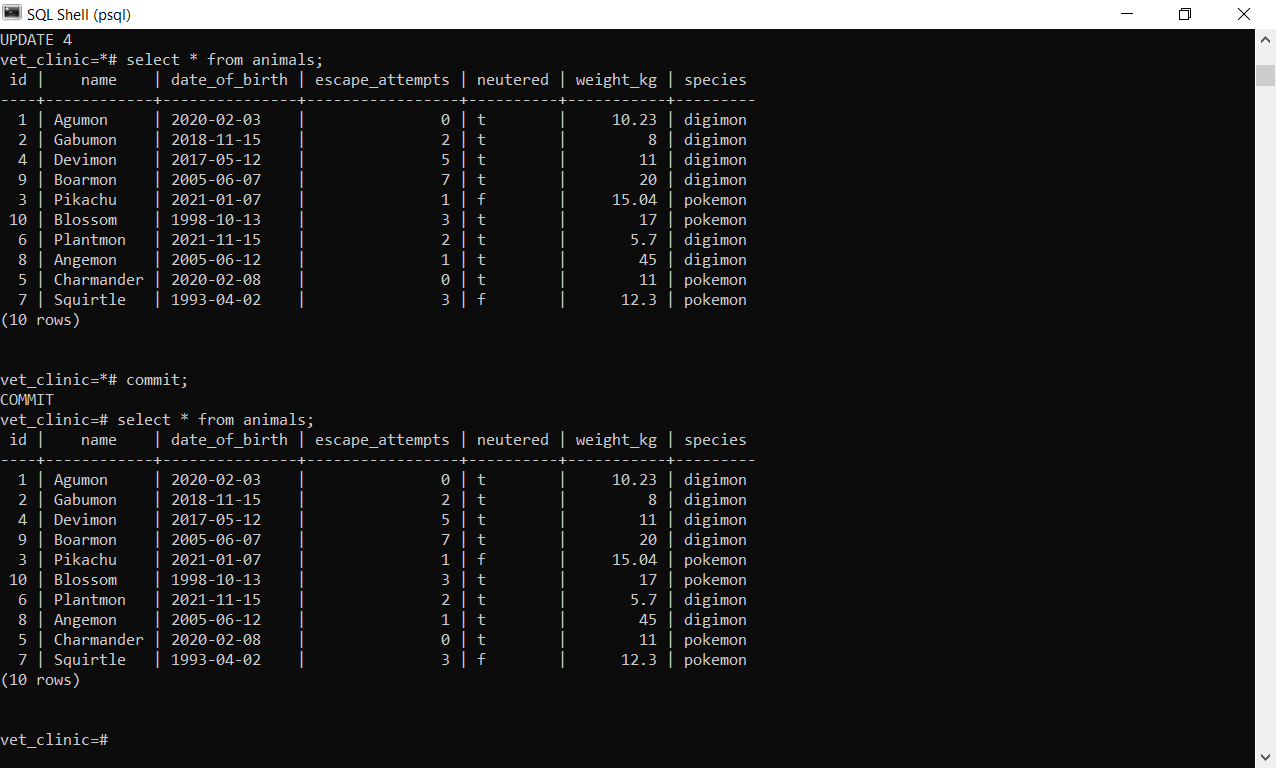 SQL Shell (psql)
UPDATE 4
vet_clinic=*# select * from animals;
 id |    name    | date_of_birth | escape_attempts | neutered | weight_kg | species
----+------------+---------------+-----------------+----------+-----------+---------
  1 | Agumon     | 2020-02-03    |               0 | t        |     10.23 | digimon
  2 | Gabumon    | 2018-11-15    |               2 | t        |         8 | digimon
  4 | Devimon    | 2017-05-12    |               5 | t        |        11 | digimon
  9 | Boarmon    | 2005-06-07    |               7 | t        |        20 | digimon
  3 | Pikachu    | 2021-01-07    |               1 | f        |     15.04 | pokemon
 10 | Blossom    | 1998-10-13    |               3 | t        |        17 | pokemon
  6 | Plantmon   | 2021-11-15    |               2 | t        |       5.7 | digimon
  8 | Angemon    | 2005-06-12    |               1 | t        |        45 | digimon
  5 | Charmander | 2020-02-08    |               0 | t        |        11 | pokemon
  7 | Squirtle   | 1993-04-02    |               3 | f        |      12.3 | pokemon
(10 rows)
vet_clinic=*# commit;
COMMIT
vet_clinic=# select * from animals;
 id |    name    | date_of_birth | escape_attempts | neutered | weight_kg | species
----+------------+---------------+-----------------+----------+-----------+---------
  1 | Agumon     | 2020-02-03    |               0 | t        |     10.23 | digimon
  2 | Gabumon    | 2018-11-15    |               2 | t        |         8 | digimon
  4 | Devimon    | 2017-05-12    |               5 | t        |        11 | digimon
  9 | Boarmon    | 2005-06-07    |               7 | t        |        20 | digimon
  3 | Pikachu    | 2021-01-07    |               1 | f        |     15.04 | pokemon
 10 | Blossom    | 1998-10-13    |               3 | t        |        17 | pokemon
  6 | Plantmon   | 2021-11-15    |               2 | t        |       5.7 | digimon
  8 | Angemon    | 2005-06-12    |               1 | t        |        45 | digimon
  5 | Charmander | 2020-02-08    |               0 | t        |        11 | pokemon
  7 | Squirtle   | 1993-04-02    |               3 | f        |      12.3 | pokemon
(10 rows)
vet_clinic=#